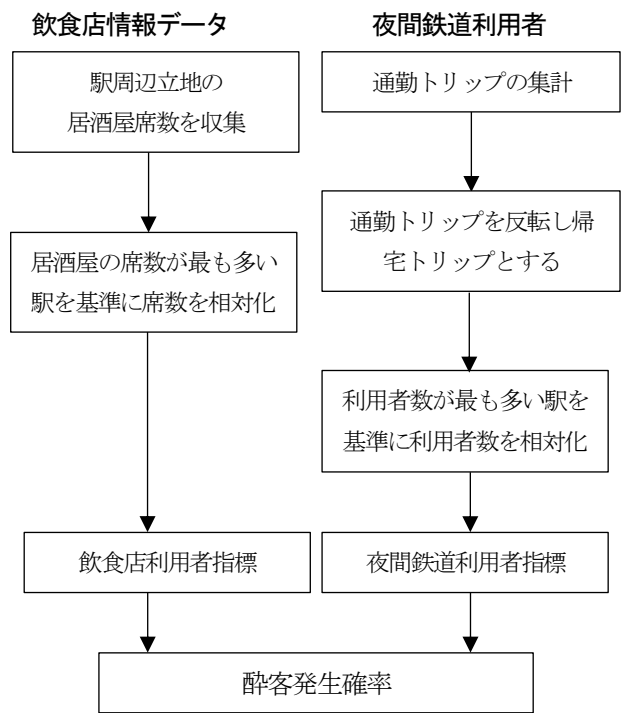 飲食店情報データ
駅周辺立地の
居酒屋席数を収集
居酒屋の席数が最も多い
駅を基準に席数を相対化
飲食店利用者指標
夜間鉄道利用者
通勤トリップの集計
通勤トリップを反転し帰
宅トリップとする
利用者数が最も多い駅を
基準に利用者数を相対化
夜間鉄道利用者指標
酔客発生確率